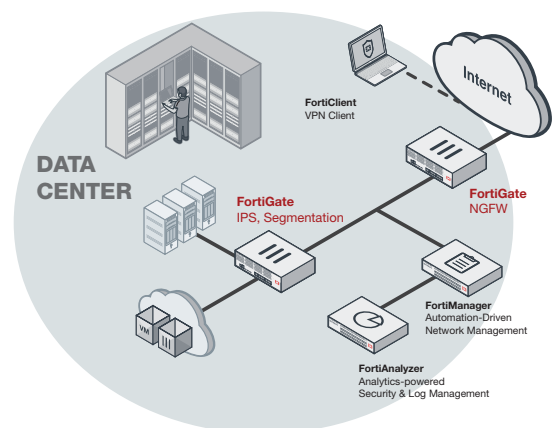 Internet
FortiClient
VPN Client
DATA
CENTER
FortiGate
IPS, Segmentation
FortiGate
NGFW
VM
FortiManager
Automation-Driven
Network Management
FortiAnalyzer
Analytics-powered
Security & Log Management